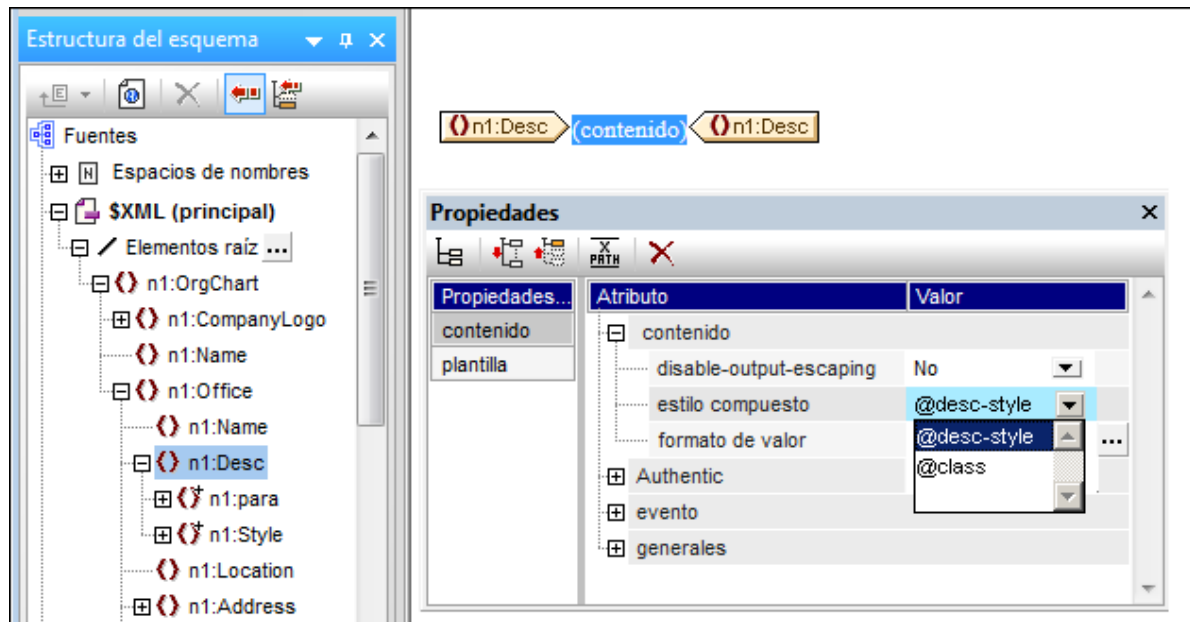 Estructura del esquema
E
Fuentes
N Espacios de nombres
$XML (principal)
Elementos raíz ...
() n1:OrgChart
() n1:CompanyLogo
() n1:Name
() n1:Office
() n1:Name
() n1:Desc
() n1:para
() n1:Style
() n1:Location
() n1:Address
() n1:Desc (contenido) () n1:Desc
Propiedades
X PATH
Propiedades...
contenido
plantilla
Atributo Valor
contenido
disable-output-escaping No
estilo compuesto @desc-style
formato de valor ...
@desc-style
@class
Authentic
evento
generales